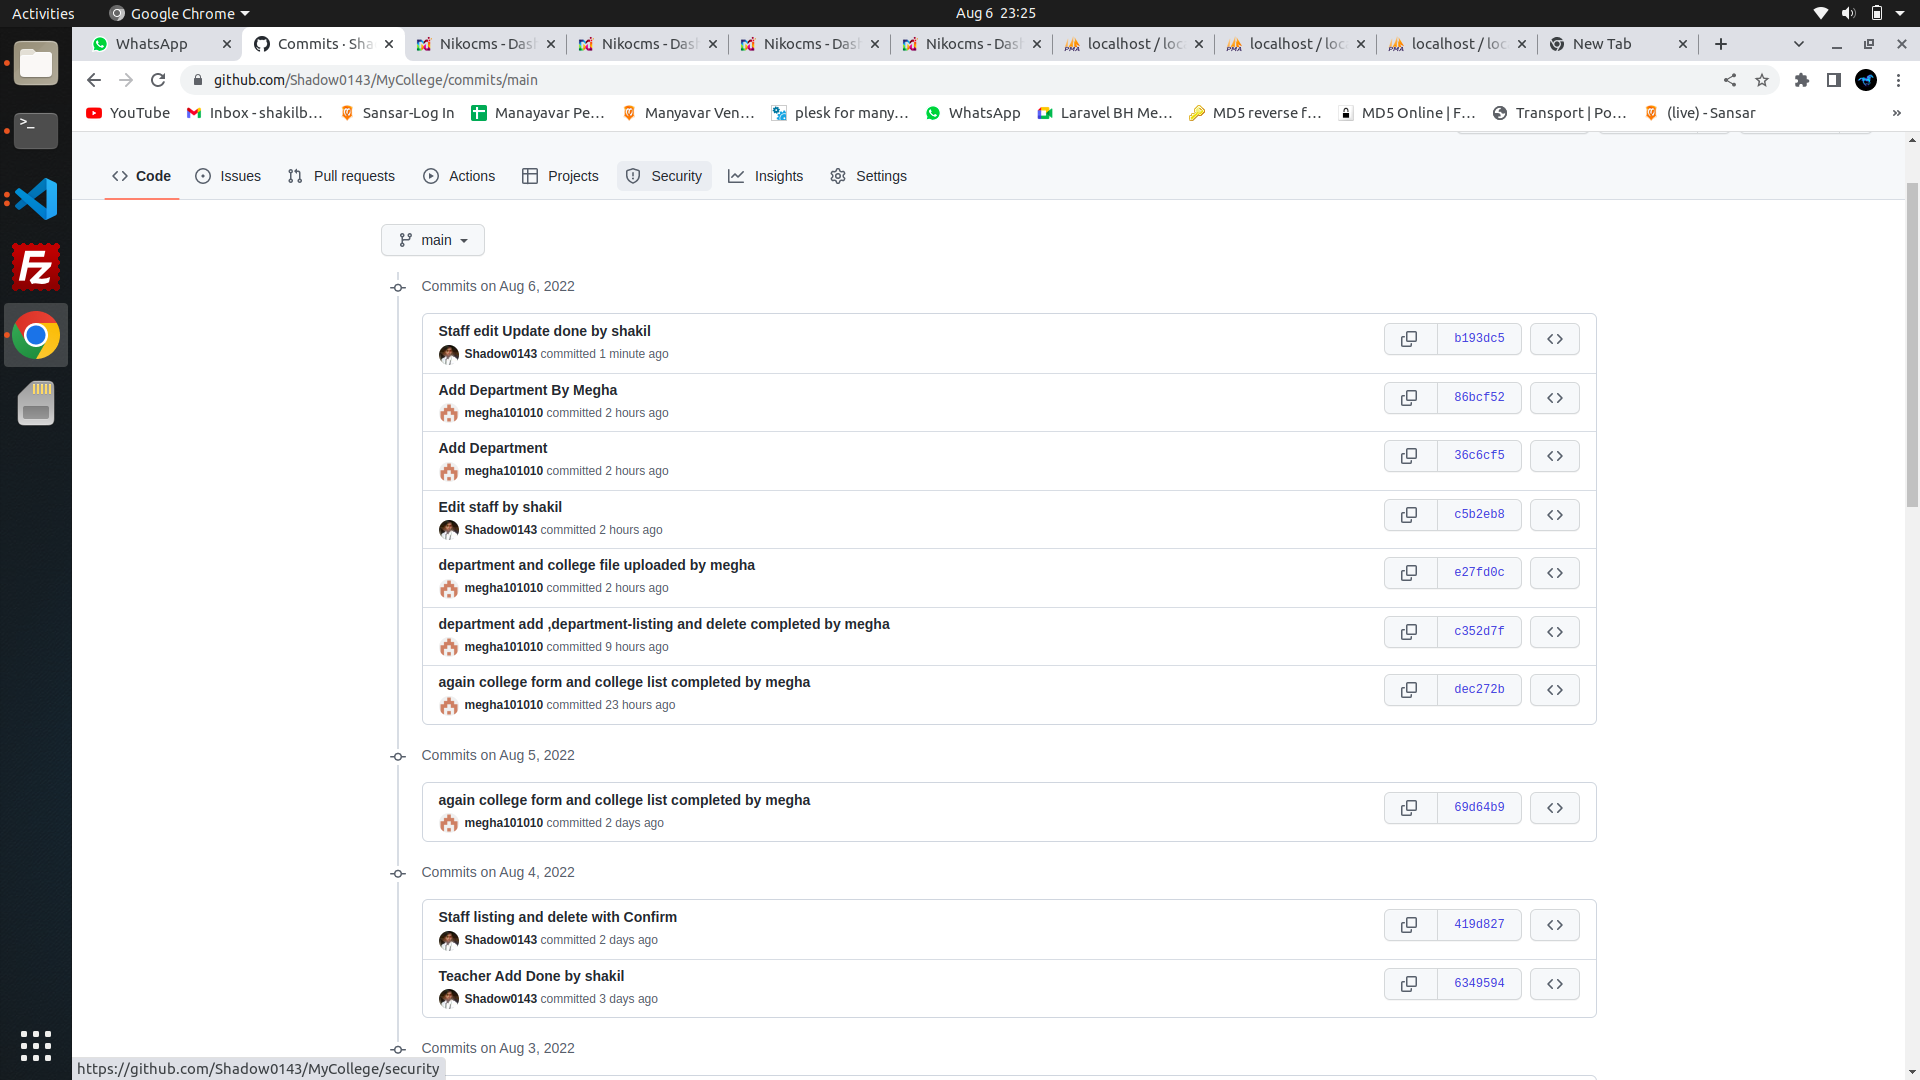 Activities
Google Chrome
Aug 6 23:25
WhatsApp
Commits · Sha
Nikocms - Dash
Nikocms - Dash
Nikocms - Dash
Nikocms - Dash
localhost / loc
localhost / loc
localhost / loc
New Tab
github.com/Shadow0143/MyCollege/commits/main
YouTube
Inbox - shakilb…
Sansar-Log In
Manayavar Pe…
Manyavar Ven…
plesk for many…
WhatsApp
Laravel BH Me…
MD5 reverse f…
MD5 Online | F…
Transport | Po…
(live) - Sansar
»
Code
Issues
Pull requests
Actions
Projects
Security
Insights
Settings
main
Commits on Aug 6, 2022
Staff edit Update done by shakil
Shadow0143 committed 1 minute ago
b193dc5
Add Department By Megha
megha101010 committed 2 hours ago
86bcf52
Add Department
megha101010 committed 2 hours ago
36c6cf5
Edit staff by shakil
Shadow0143 committed 2 hours ago
c5b2eb8
department and college file uploaded by megha
megha101010 committed 2 hours ago
e27fd0c
department add ,department-listing and delete completed by megha
megha101010 committed 9 hours ago
c352d7f
again college form and college list completed by megha
megha101010 committed 23 hours ago
dec272b
Commits on Aug 5, 2022
again college form and college list completed by megha
megha101010 committed 2 days ago
69d64b9
Commits on Aug 4, 2022
Staff listing and delete with Confirm
Shadow0143 committed 2 days ago
419d827
Teacher Add Done by shakil
Shadow0143 committed 3 days ago
6349594
Commits on Aug 3, 2022
https://github.com/Shadow0143/MyCollege/security